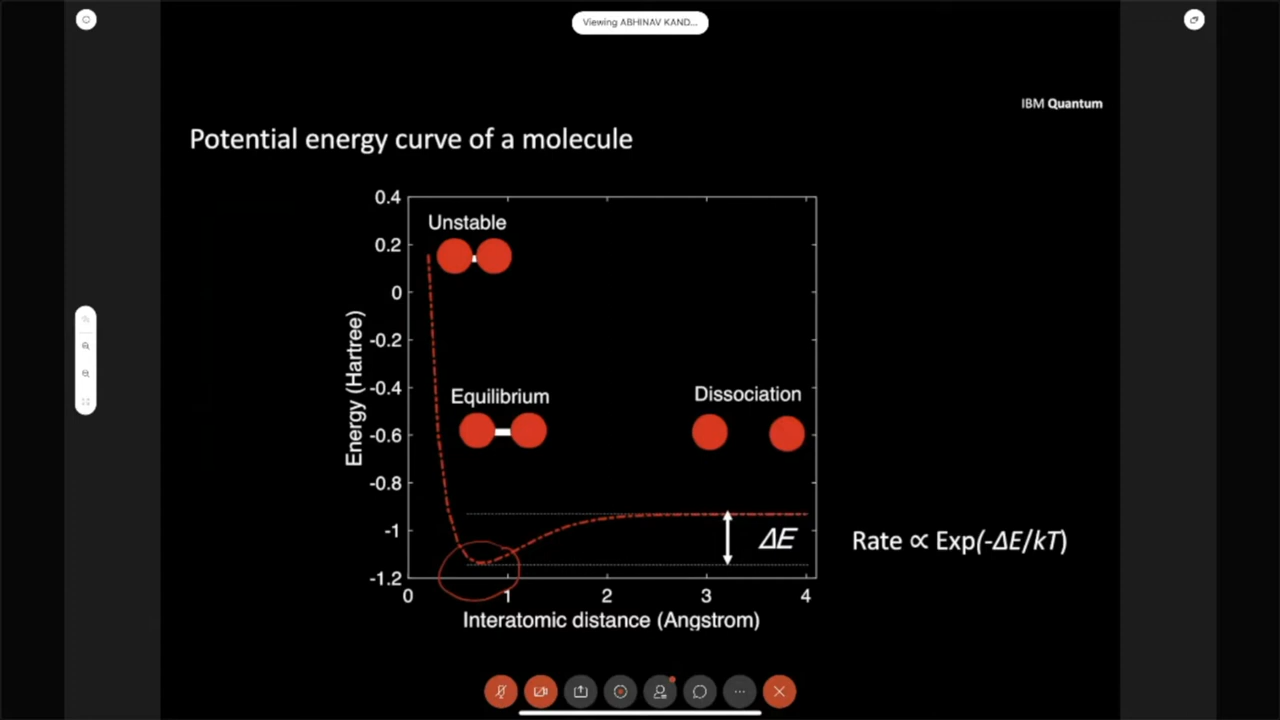 Viewing ABHINAV KAND...
IBM Quantum
Potential energy curve of a molecule
0.4
0.2
0
-0.2
-0.4
-0.6
-0.8
-1
-1.2
Energy (Hartree)
Unstable
Equilibrium
Dissociation
ΔE
Rate ∝ Exp(-ΔE/kT)
0 1 2 3 4
Interatomic distance (Angstrom)